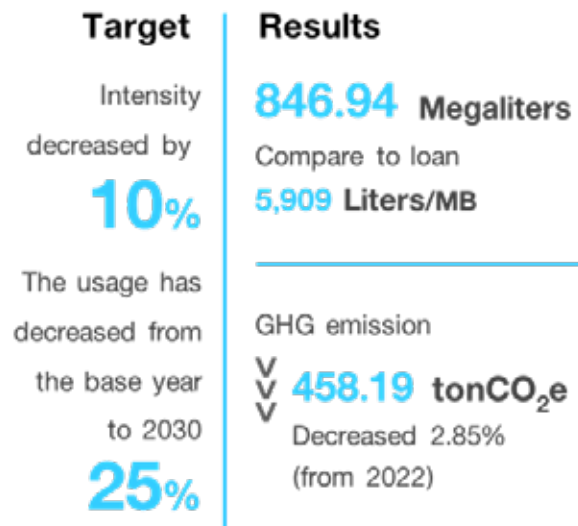 Target
Intensity
decreased by
10%
The usage has
decreased from
the base year
to 2030
25%
Results
846.94 Megaliters
Compare to loan
5,909 Liters/MB
GHG emission
458.19 tonCO₂e
Decreased 2.85%
(from 2022)